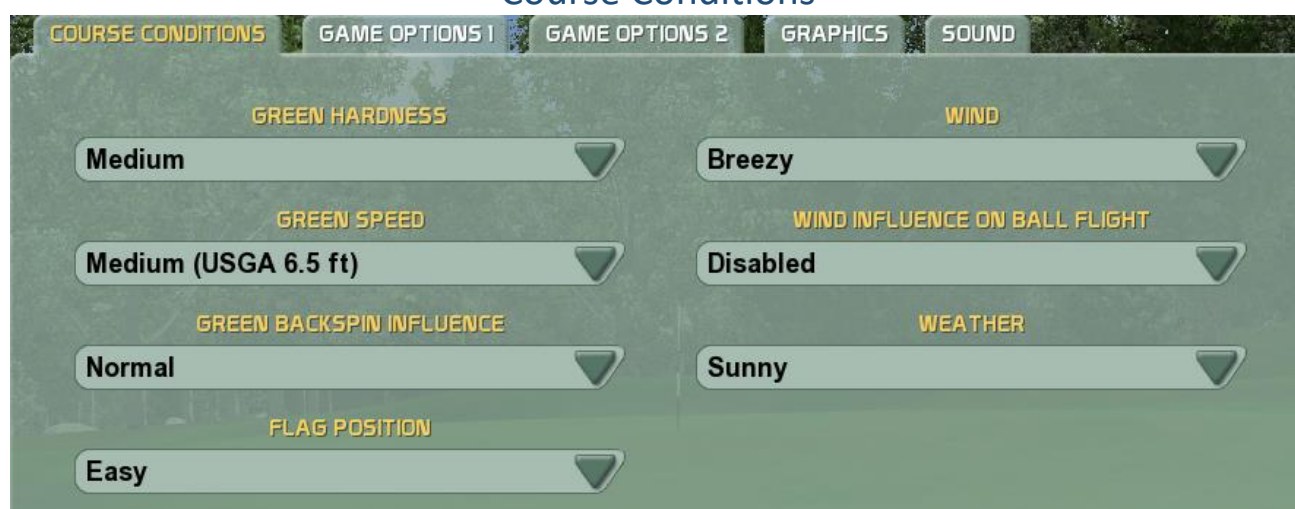 Course Conditions
COURSE CONDITIONS GAME OPTIONS 1 GAME OPTIONS 2 GRAPHICS SOUND
GREEN HARDNESS
Medium
GREEN SPEED
Medium (USGA 6.5 ft)
GREEN BACKSPIN INFLUENCE
Normal
FLAG POSITION
Easy
WIND
Breezy
WIND INFLUENCE ON BALL FLIGHT
Disabled
WEATHER
Sunny